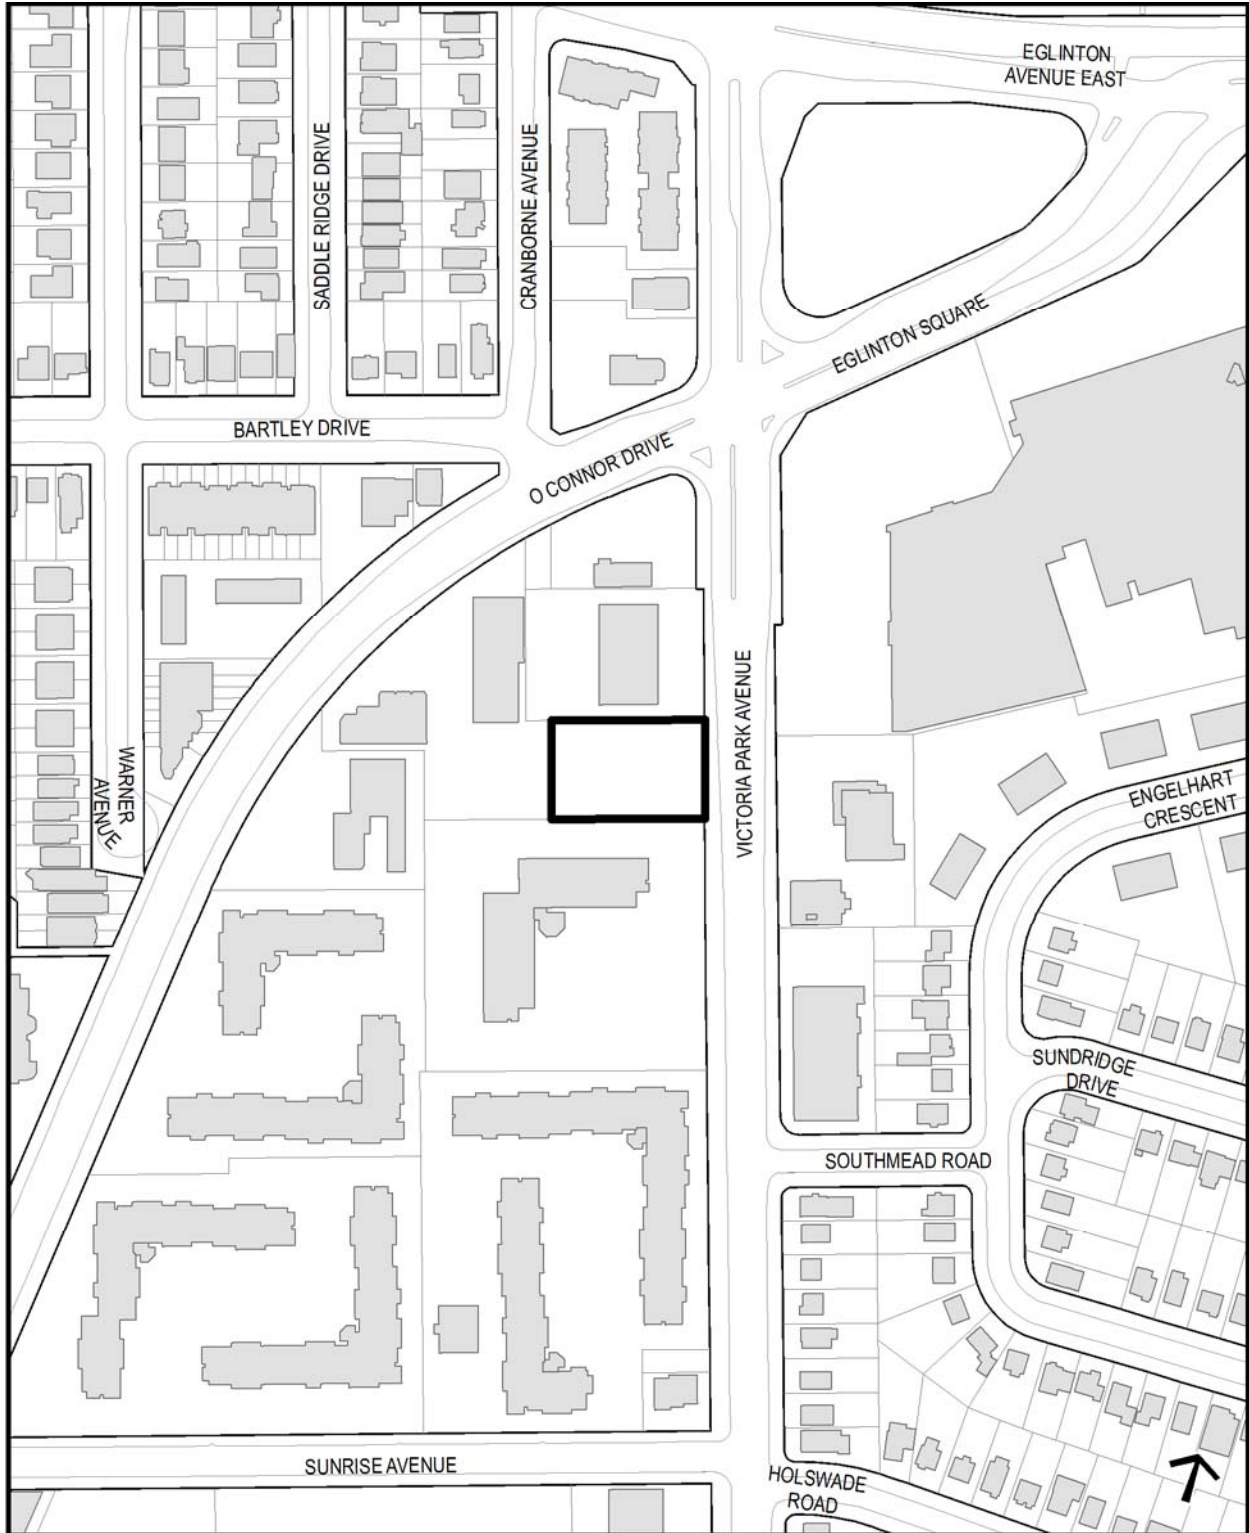 EGLINTON
AVENUE EAST
SADDLE RIDGE DRIVE
CRANBORNE AVENUE
EGLINTON SQUARE
BARTLEY DRIVE
O CONNOR DRIVE
VICTORIA PARK AVENUE
WARNER
AVENUE
ENGELHART
CRESCENT
SUNDRIDGE
DRIVE
SOUTHMEAD ROAD
SUNRISE AVENUE
HOLSWADE
ROAD